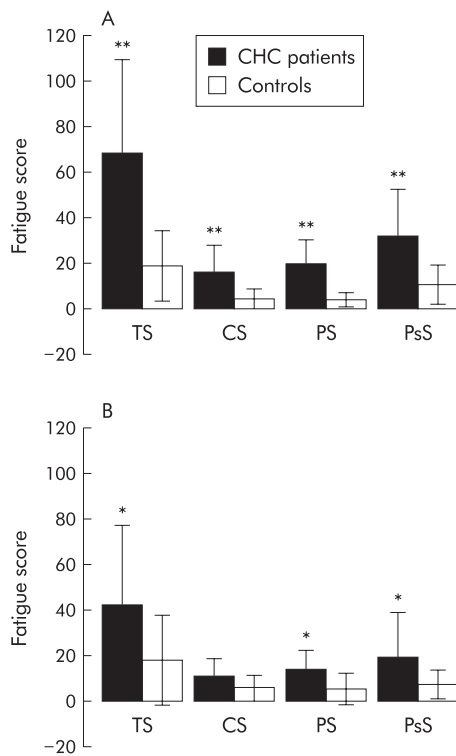 A
CHC patients
Controls
Fatigue score
120
100
80
60
40
20
0
−20
**
**
**
**
TS
CS
PS
PsS
B
Fatigue score
120
100
80
60
40
20
0
−20
*
*
*
TS
CS
PS
PsS